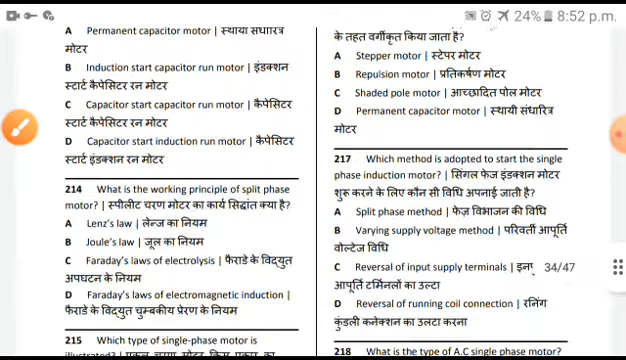 24% 8:52 p.m.
A Permanent capacitor motor | स्थायी संधारित्र
मोटर
B Induction start capacitor run motor | इंडक्शन
स्टार्ट कैपेसिटर रन मोटर
C Capacitor start capacitor run motor | कैपेसिटर
स्टार्ट कैपेसिटर रन मोटर
D Capacitor start induction run motor | कैपेसिटर
स्टार्ट इंडक्शन रन मोटर
214 What is the working principle of split phase
motor? | स्पीलीट चरण मोटर का कार्य सिद्धांत क्या है?
A Lenz's law | लेन्ज का नियम
B Joule's law | जूल का नियम
C Faraday's laws of electrolysis | फैराडे के विद्युत
अपघटन के नियम
D Faraday's laws of electromagnetic induction |
फैराडे के विद्युत चुम्बकीय प्रेरण के नियम
215 Which type of single-phase motor is
illustrated? | एकल चरण मोटर किस प्रकार का
के तहत वर्गीकृत किया जाता है?
A Stepper motor | स्टेपर मोटर
B Repulsion motor | प्रतिकर्षण मोटर
C Shaded pole motor | आच्छादित पोल मोटर
D Permanent capacitor motor | स्थायी संधारित्र
मोटर
217 Which method is adopted to start the single
phase induction motor? | सिंगल फेज इंडक्शन मोटर
शुरू करने के लिए कौन सी विधि अपनाई जाती है?
A Split phase method | फेज़ विभाजन की विधि
B Varying supply voltage method | परिवर्ती आपूर्ति
वोल्टेज विधि
C Reversal of input supply terminals | 34/47
आपूर्ति टर्मिनलों का उल्टा
D Reversal of running coil connection | रनिंग
कुंडली कनेक्शन का उलटा करना
218 What is the type of A.C single phase motor?